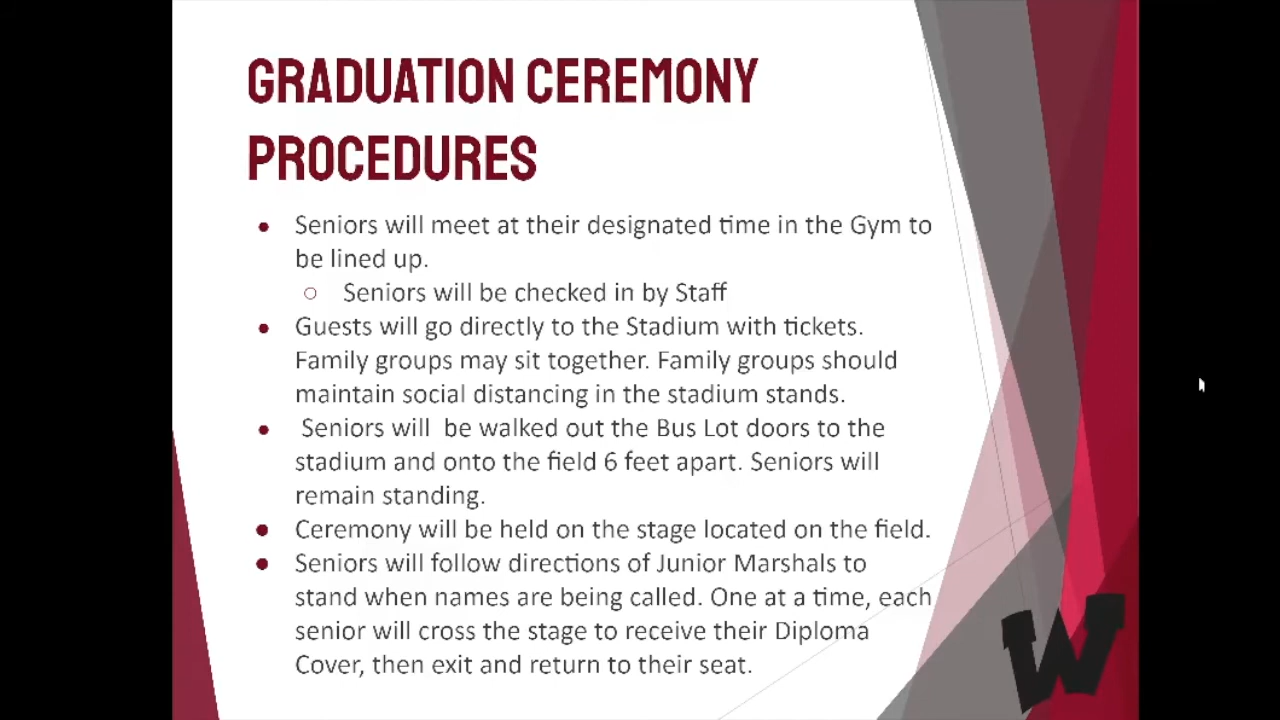 GRADUATION CEREMONY
PROCEDURES
● Seniors will meet at their designated time in the Gym to
be lined up.
○ Seniors will be checked in by Staff
● Guests will go directly to the Stadium with tickets.
Family groups may sit together. Family groups should
maintain social distancing in the stadium stands.
● Seniors will be walked out the Bus Lot doors to the
stadium and onto the field 6 feet apart. Seniors will
remain standing.
● Ceremony will be held on the stage located on the field.
● Seniors will follow directions of Junior Marshals to
stand when names are being called. One at a time, each
senior will cross the stage to receive their Diploma
Cover, then exit and return to their seat.
W